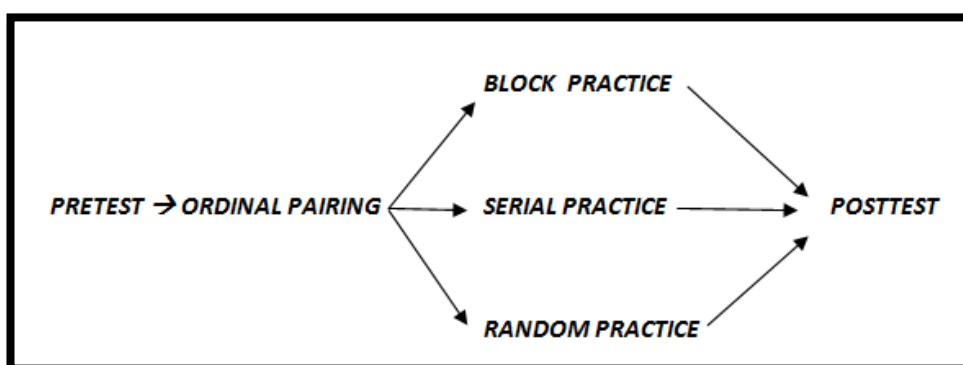 BLOCK PRACTICE
PRETEST → ORDINAL PAIRING
SERIAL PRACTICE
POSTTEST
RANDOM PRACTICE